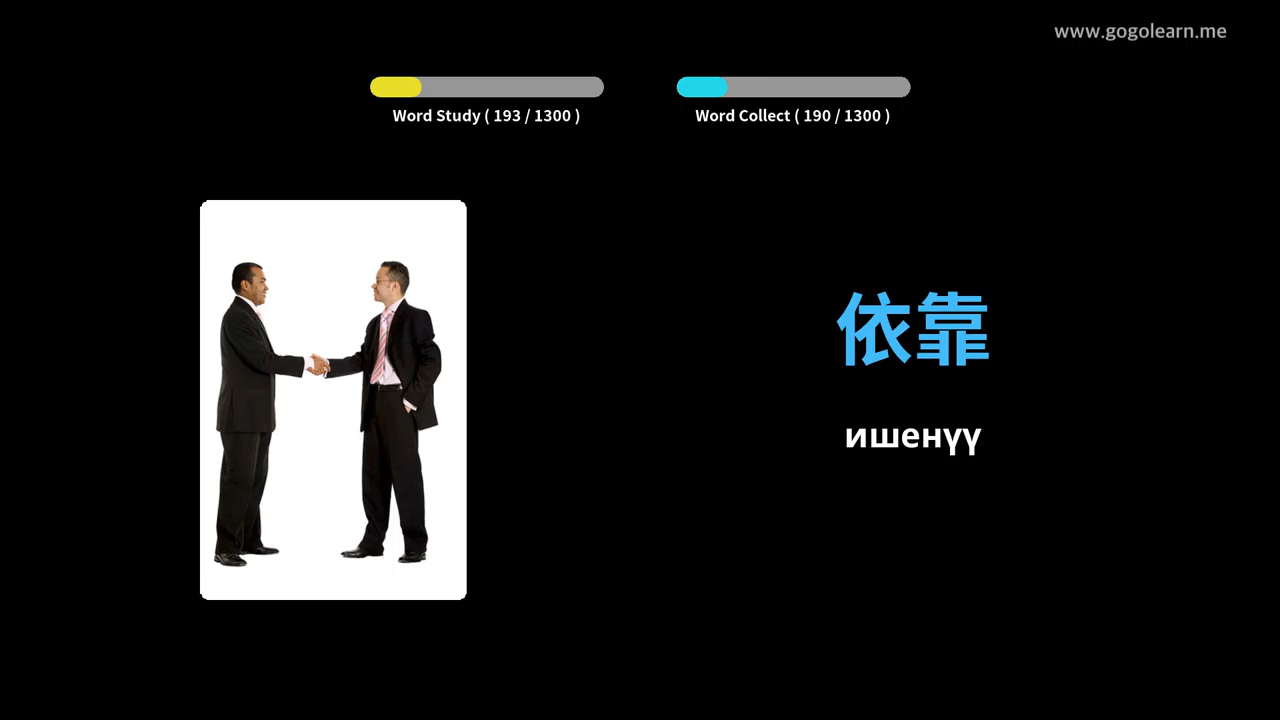 www.gogolearn.me
Word Study ( 193 / 1300 )
Word Collect ( 190 / 1300 )
依靠
ишенүү